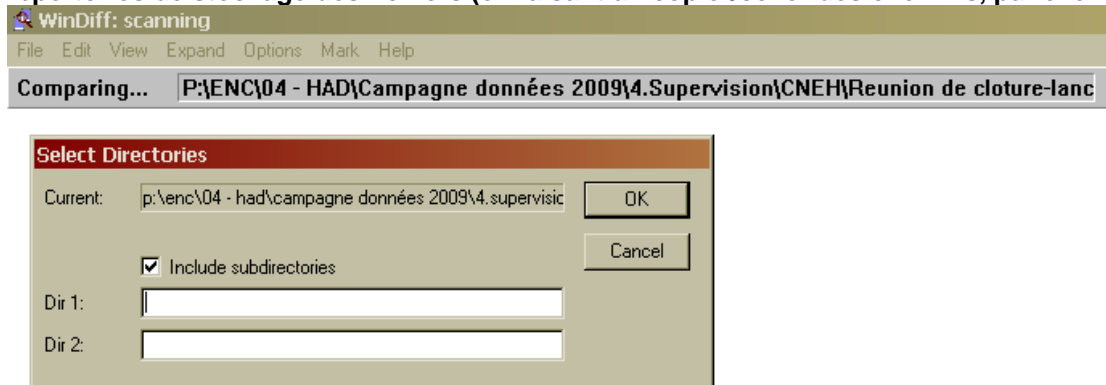 WinDiff: scanning
File Edit View Expand Options Mark Help
Comparing... P:\ENC\04 - HAD\Campagne données 2009\4.Supervision\CNEH\Reunion de cloture-lanc
Select Directories
Current: p:\enc\04 - had\campagne données 2009\4.supervisic
OK
Cancel
Include subdirectories
Dir 1:
Dir 2: